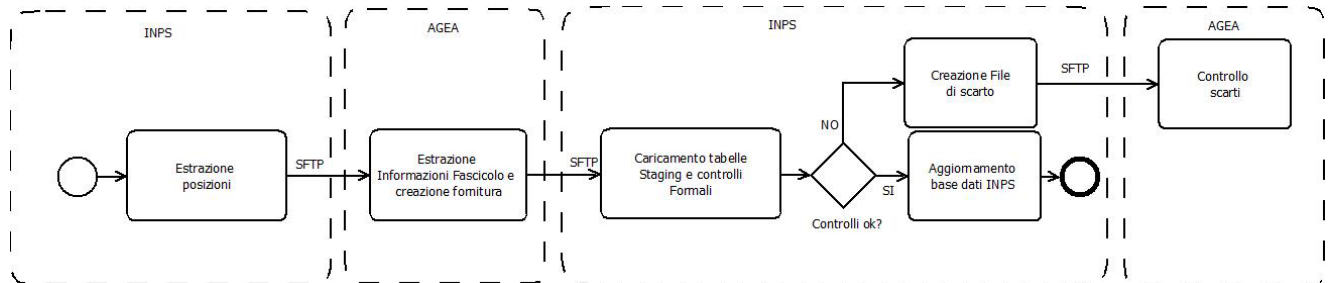 INPS
AGEA
INPS
AGEA
Estrazione
posizioni
SFTP
Estrazione
Informazioni Fascicolo e
creazione fornitura
SFTP
Caricamento tabelle
Staging e controlli
Formali
Controlli ok?
NO
Creazione File
di scarto
SFTP
Controllo
scarti
SI
Aggiornamento
base dati INPS